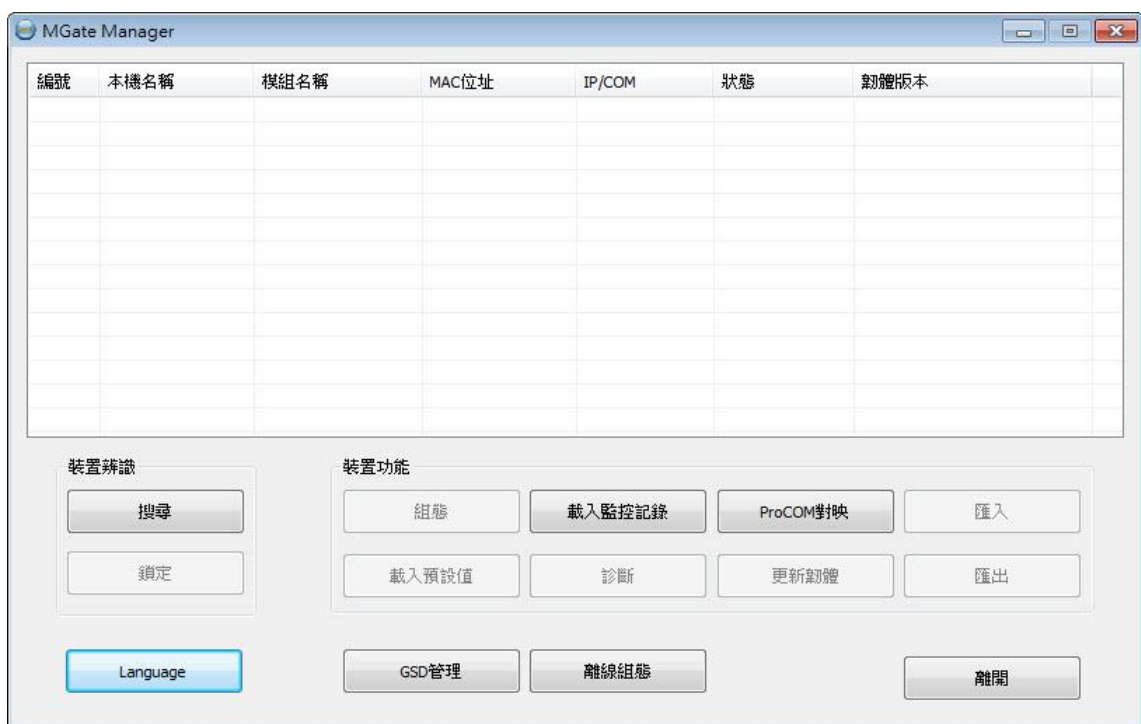 MGate Manager
編號 本機名稱 模組名稱 MAC位址 IP/COM 狀態 韌體版本
裝置辨識 裝置功能
搜尋 組態 載入監控記錄 ProCOM對映 匯入
鎖定 載入預設值 診斷 更新韌體 匯出
Language GSD管理 離線組態 離開